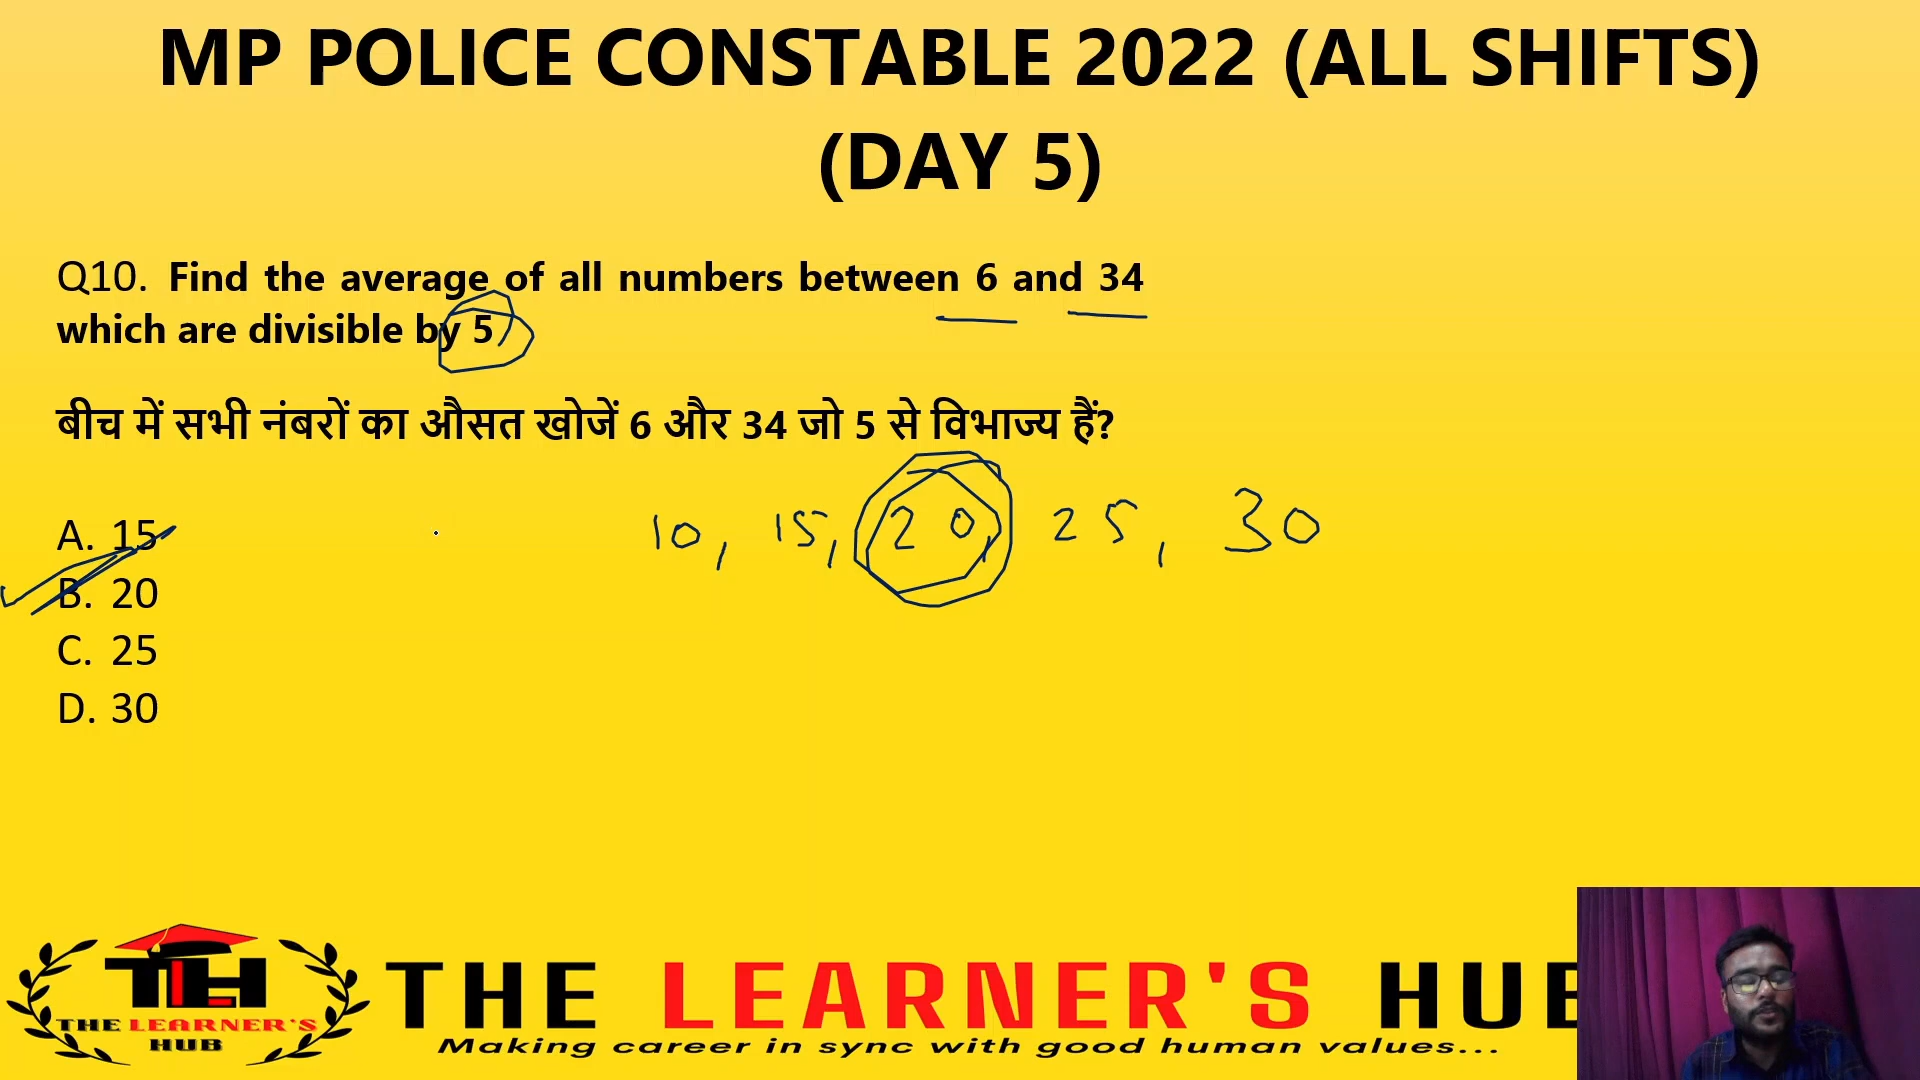 MP POLICE CONSTABLE 2022 (ALL SHIFTS)
(DAY 5)
Q10. Find the average of all numbers between 6 and 34
which are divisible by 5
बीच में सभी नंबरों का औसत खोजें 6 और 34 जो 5 से विभाज्य हैं?
10, 15, 20, 25, 30
A. 15
B. 20
C. 25
D. 30
TLH
THE LEARNER'S
HUB
THE LEARNER'S HUB
Making career in sync with good human values...